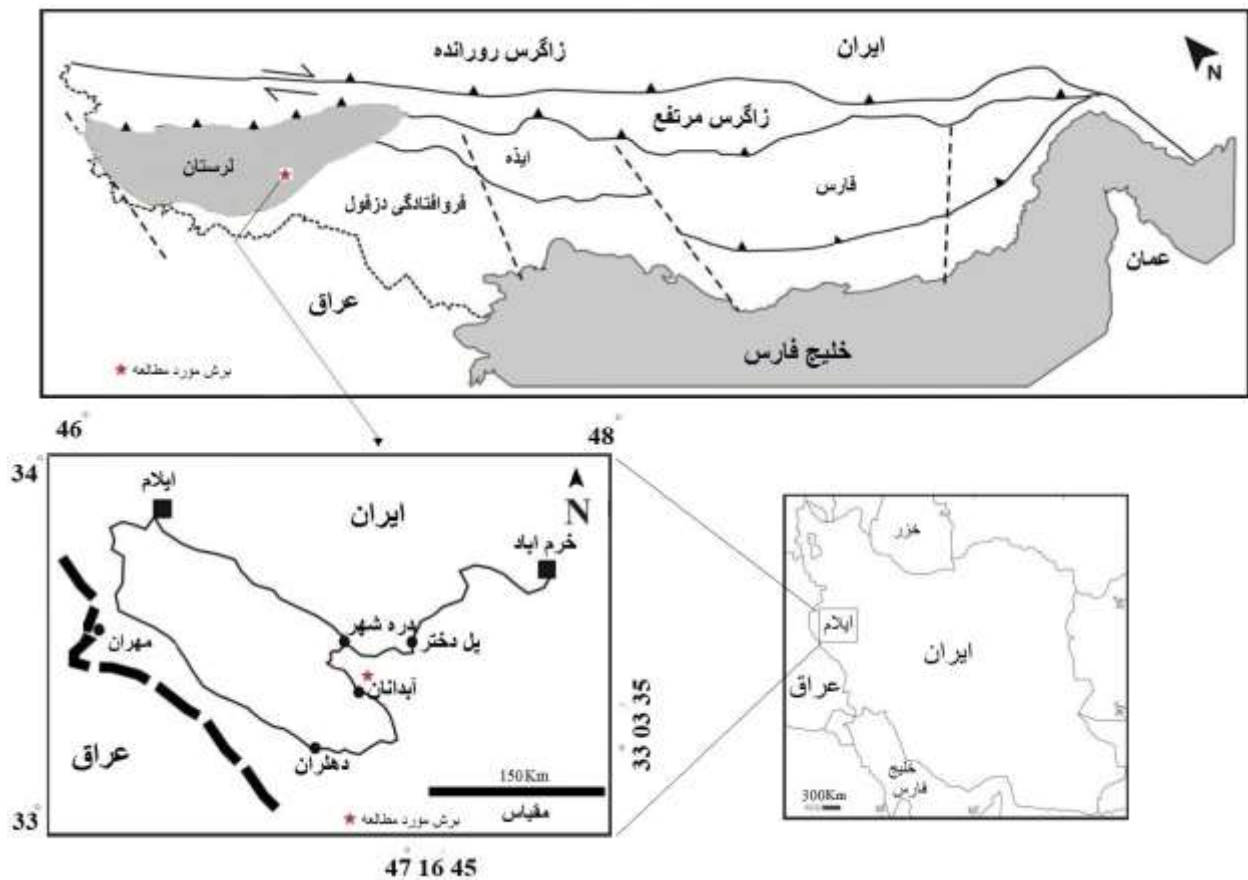 زاگرس رورانده
ایران
N
زاگرس مرتفع
ایذه
لرستان
فارس
فروافتادگی دزفول
عمان
عراق
خلیج فارس
برش مورد مطالعه
46°
48°
34°
ایلام
ایران
N
خرم اباد
دره شهر
پل دختر
مهران
آبدانان
عراق
دهلران
150 Km
مقیاس
برش مورد مطالعه
33°
33 03 35
47 16 45
خزر
ایلام
ایران
عراق
خلیج
فارس
300Km